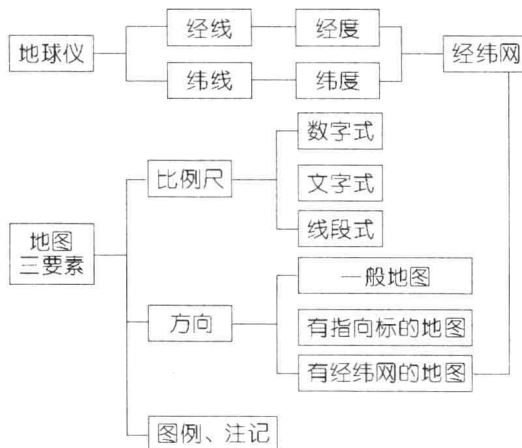 地球仪
经线
经度
纬线
纬度
经纬网
地图
三要素
比例尺
数字式
文字式
线段式
方向
一般地图
有指向标的地图
有经纬网的地图
图例、注记